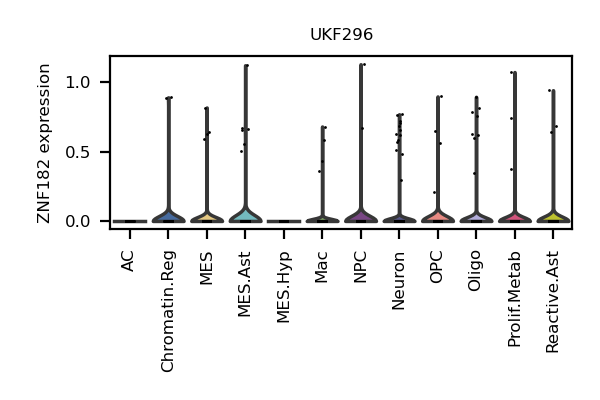 UKF296
ZNF182 expression
1.0
0.5
0.0
AC
Chromatin.Reg
MES
MES.Ast
MES.Hyp
Mac
NPC
Neuron
OPC
Oligo
Prolif.Metab
Reactive.Ast